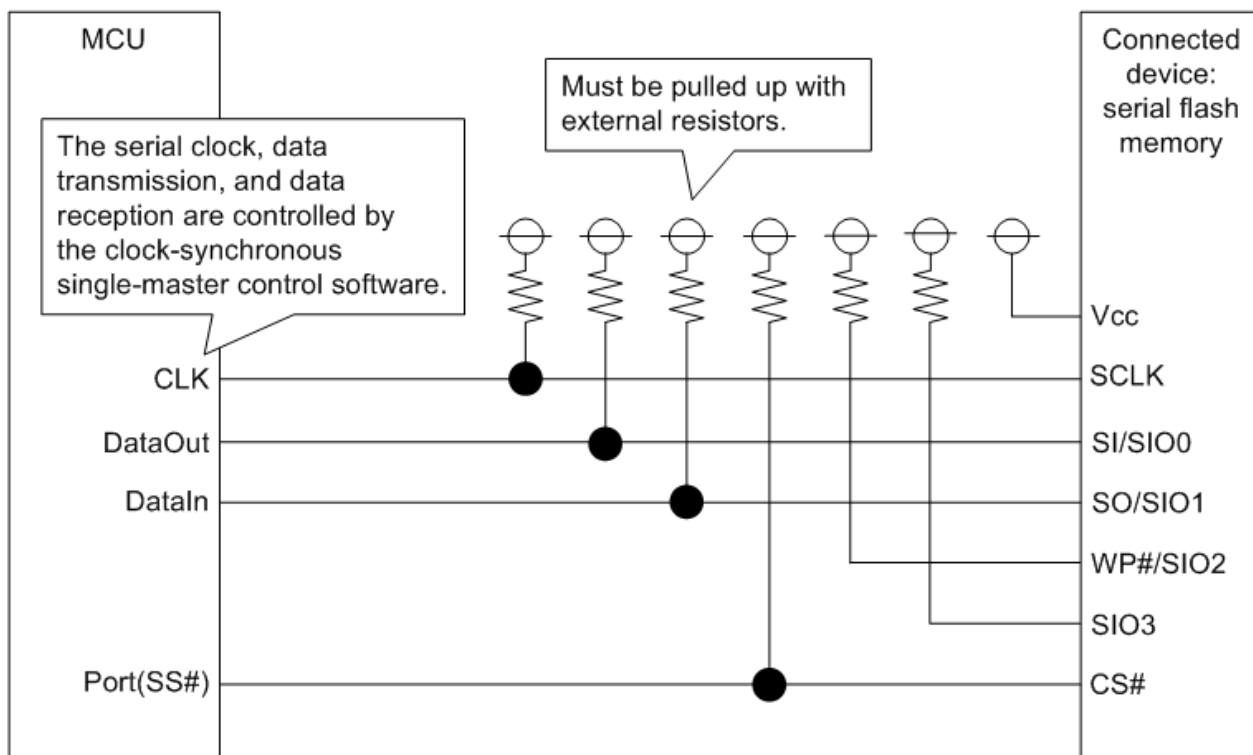 MCU
Connected
device:
serial flash
memory
Must be pulled up with
external resistors.
The serial clock, data
transmission, and data
reception are controlled by
the clock-synchronous
single-master control software.
Vcc
CLK
SCLK
DataOut
SI/SIO0
DataIn
SO/SIO1
WP#/SIO2
SIO3
Port(SS#)
CS#